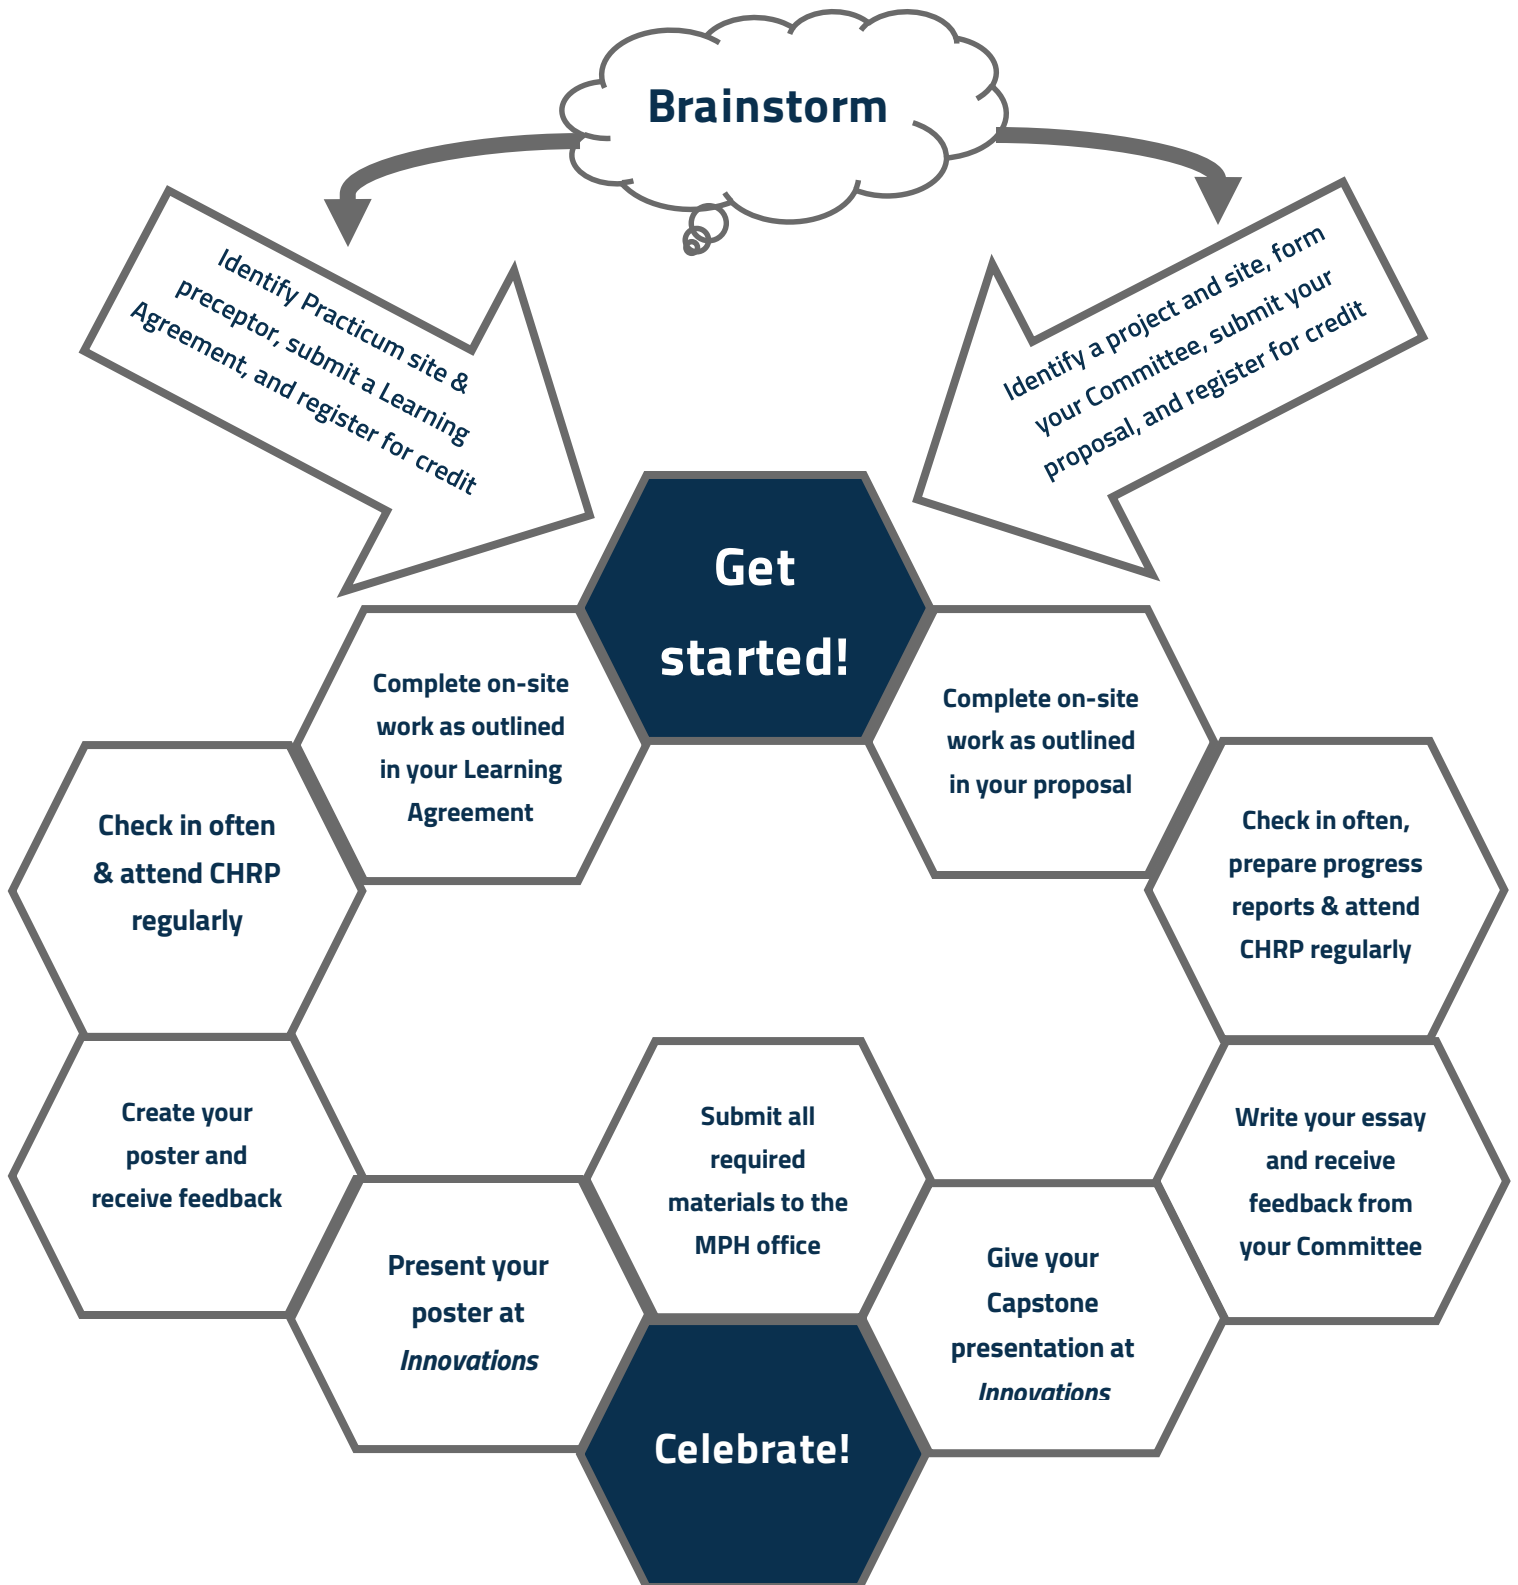 Brainstorm
Identify Practicum site &
preceptor, submit a Learning
Agreement, and register for credit
Identify a project and site, form
your Committee, submit your
proposal, and register for credit
Get
started!
Complete on-site
work as outlined
in your Learning
Agreement
Complete on-site
work as outlined
in your proposal
Check in often
& attend CHRP
regularly
Check in often,
prepare progress
reports & attend
CHRP regularly
Create your
poster and
receive feedback
Submit all
required
materials to the
MPH office
Write your essay
and receive
feedback from
your Committee
Present your
poster at
Innovations
Give your
Capstone
presentation at
Innovations
Celebrate!